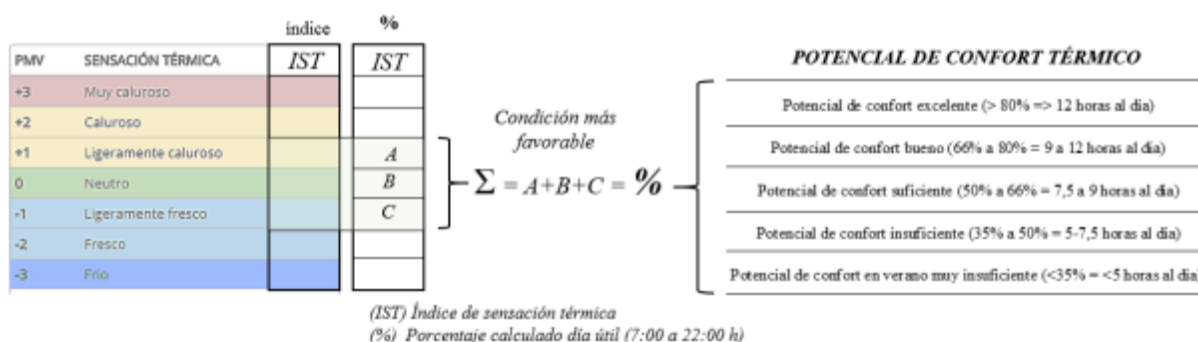 índice %
PMV SENSACIÓN TÉRMICA IST IST
+3 Muy caluroso
+2 Caluroso
+1 Ligeramente caluroso A
0 Neutro B
-1 Ligeramente fresco C
-2 Fresco
-3 Frío
Condición más
favorable
Σ = A+B+C = %
POTENCIAL DE CONFORT TÉRMICO
Potencial de confort excelente (> 80% => 12 horas al día)
Potencial de confort bueno (66% a 80% = 9 a 12 horas al día)
Potencial de confort suficiente (50% a 66% = 7,5 a 9 horas al día)
Potencial de confort insuficiente (35% a 50% = 5-7,5 horas al día)
Potencial de confort en verano muy insuficiente (<35% = <5 horas al día)
(IST) Índice de sensación térmica
(%) Porcentaje calculado día útil (7:00 a 22:00 h)